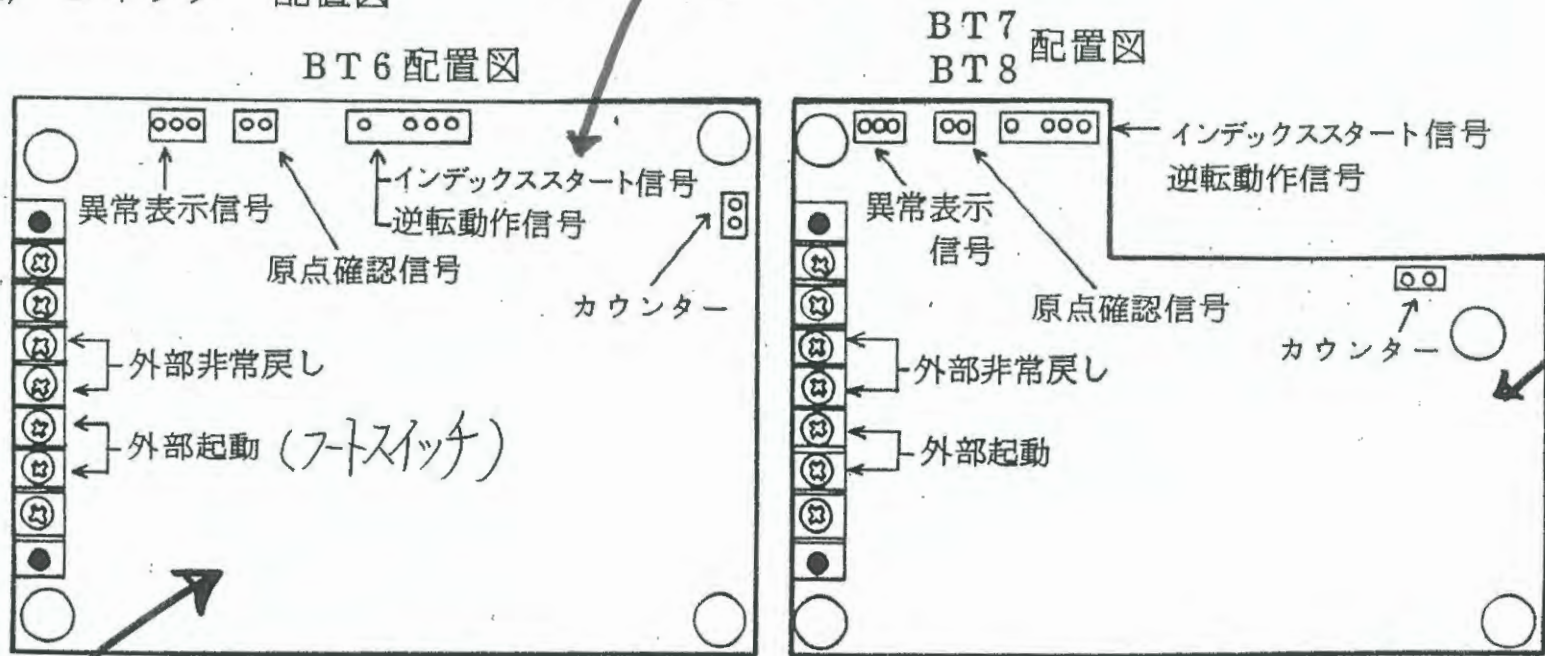 配置図
BT6配置図
異常表示信号
原点確認信号
インデックススタート信号
逆転動作信号
カウンター
外部非常戻し
外部起動(フートスイッチ)
BT7
BT8
配置図
インデックススタート信号
逆転動作信号
異常表示
信号
原点確認信号
カウンター
外部非常戻し
外部起動